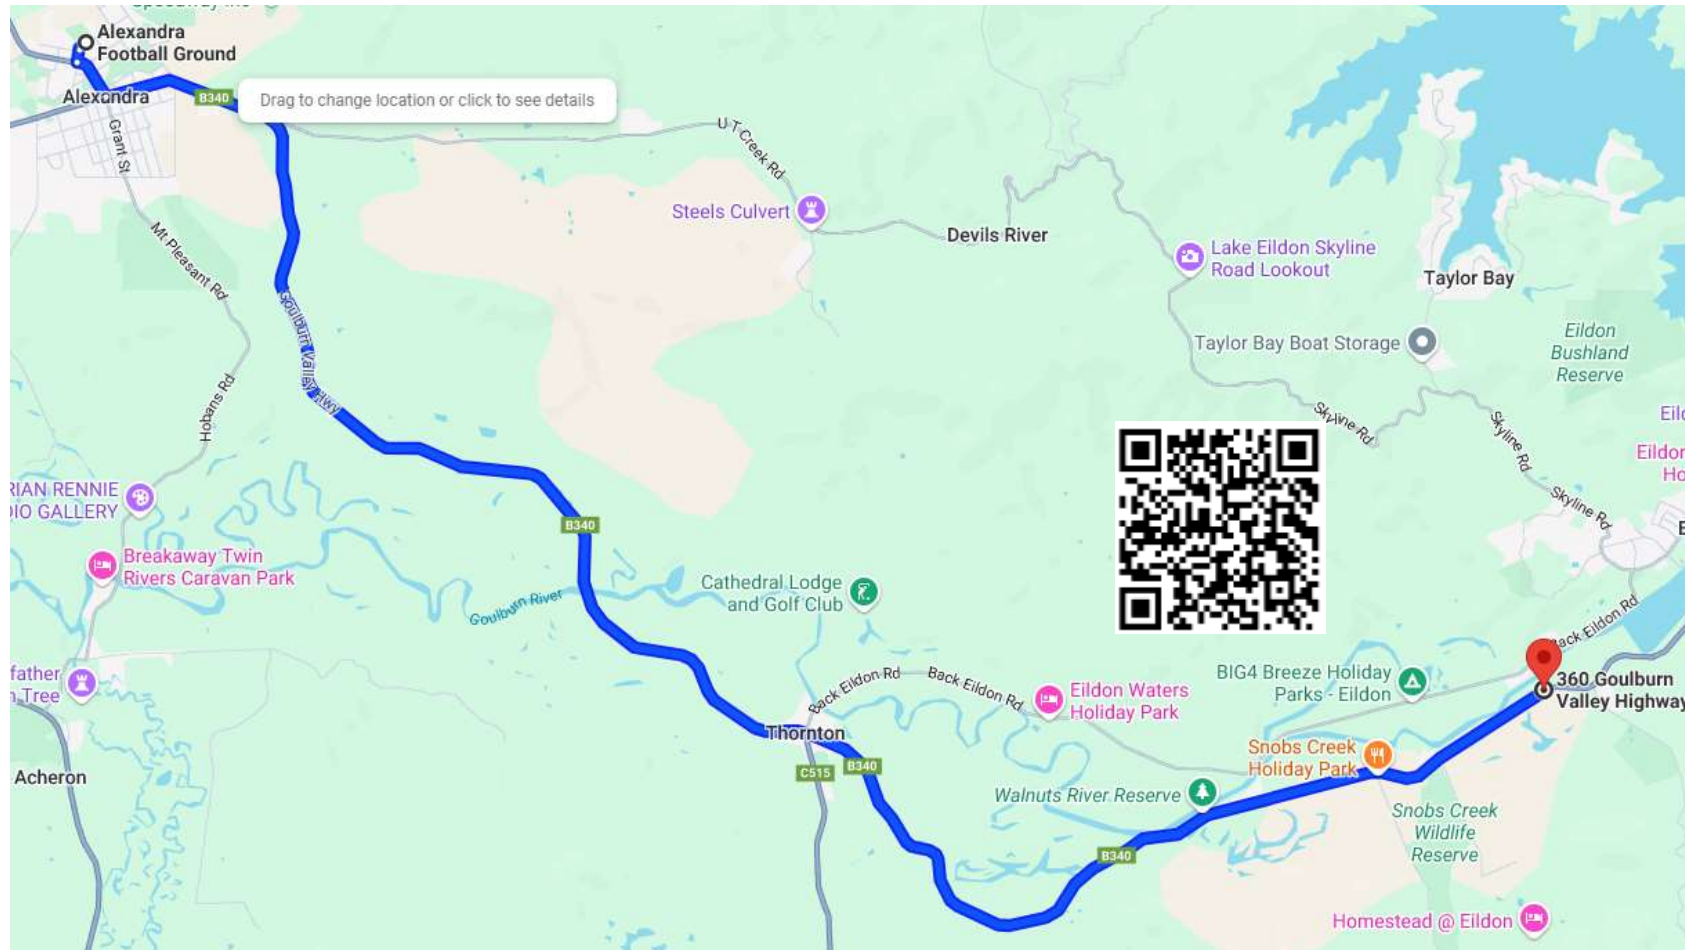 Speedway Inc
Alexandra
Football Ground
Alexandra
B340
Drag to change location or click to see details
Grant St
U T Creek Rd
Steels Culvert
Devils River
Mt Pleasant Rd
Lake Eildon Skyline
Road Lookout
Taylor Bay
Goulburn Valley Hwy
Taylor Bay Boat Storage
Eildon
Bushland
Reserve
Hobans Rd
Skyline Rd
Skyline Rd
Skyline Rd
RIAN RENNIE
DIO GALLERY
B340
Breakaway Twin
Rivers Caravan Park
Goulburn River
Cathedral Lodge
and Golf Club
Back Eildon Rd
father
n Tree
Back Eildon Rd
Back Eildon Rd
Eildon Waters
Holiday Park
BIG4 Breeze Holiday
Parks - Eildon
360 Goulburn
Valley Highway
Thornton
C515
B340
Acheron
Snobs Creek
Holiday Park
Walnuts River Reserve
Snobs Creek
Wildlife
Reserve
B340
Homestead @ Eildon